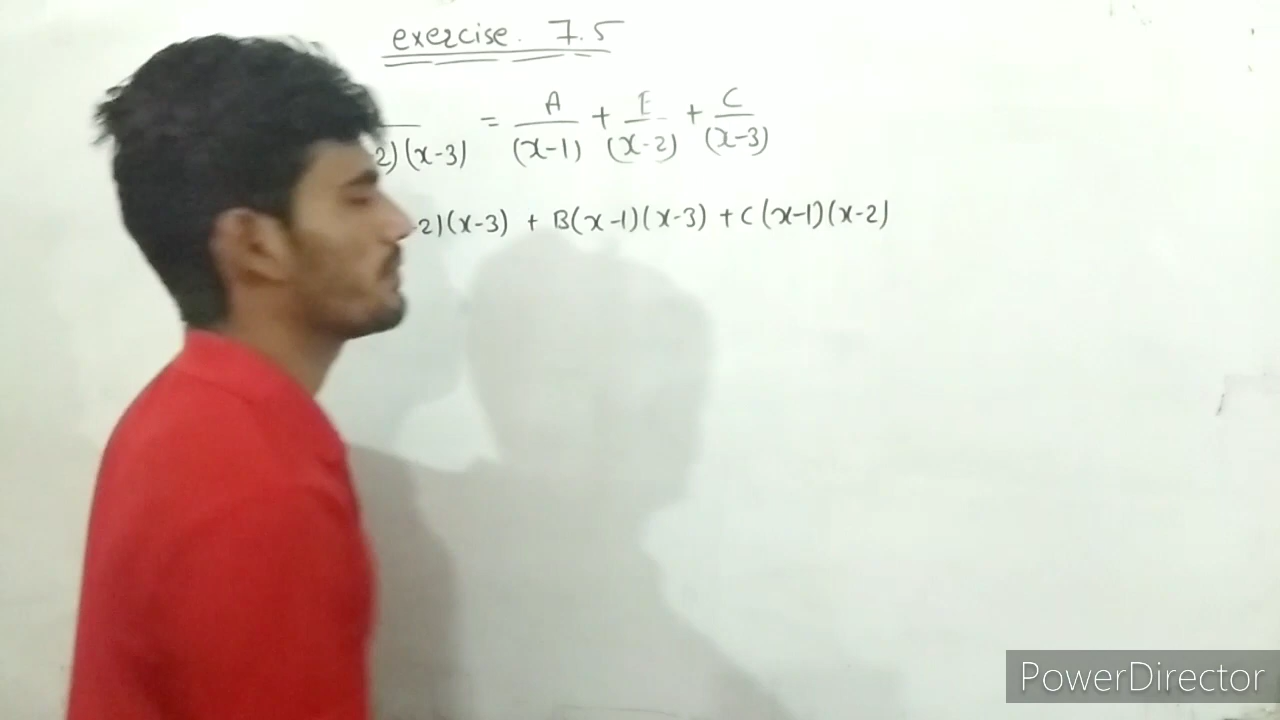 exercise. 7.5
2)(x-3) = A/(x-1) + B/(x-2) + C/(x-3)
-2)(x-3) + B(x-1)(x-3) + C(x-1)(x-2)
PowerDirector